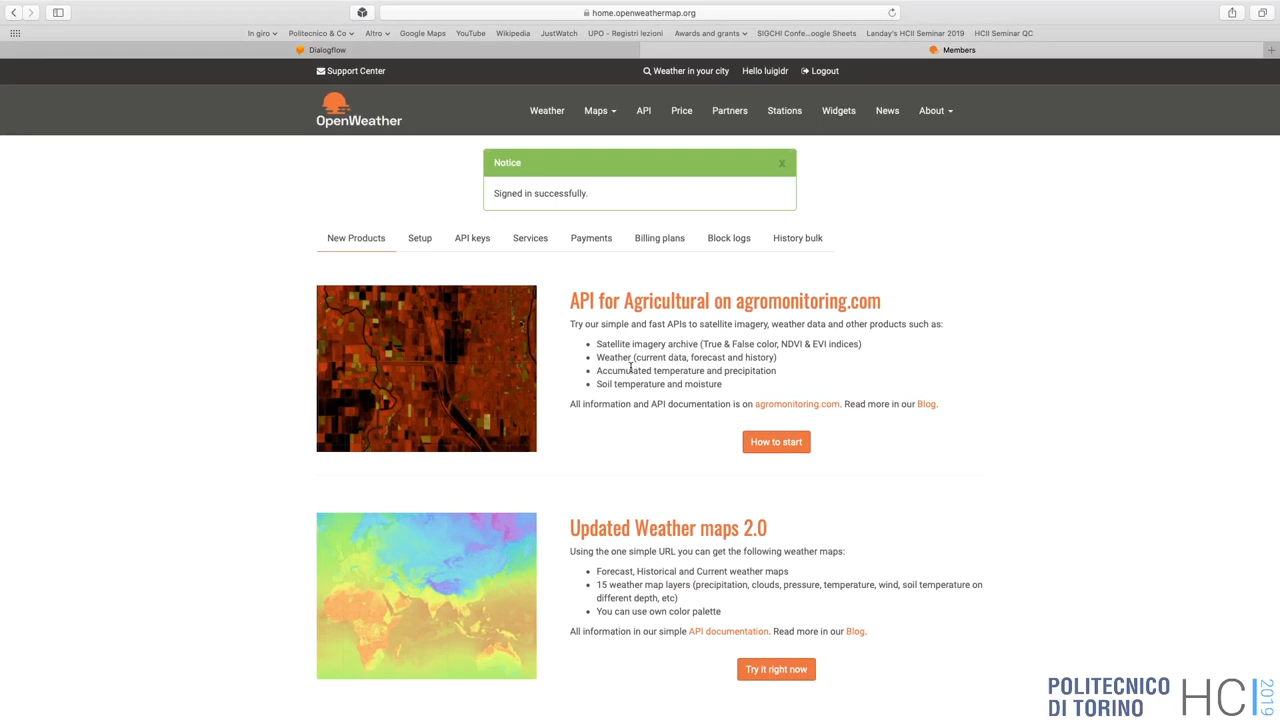 home.openweathermap.org
In giro Politecnico & Co Altro Google Maps YouTube Wikipedia JustWatch UPO - Registri lezioni Awards and grants SIGCHI Confe...oogle Sheets Landay's HCII Seminar 2019 HCII Seminar QC
Dialogflow Members
Support Center Weather in your city Hello luigidr Logout
OpenWeather Weather Maps API Price Partners Stations Widgets News About
Notice x
Signed in successfully.
New Products Setup API keys Services Payments Billing plans Block logs History bulk
API for Agricultural on agromonitoring.com
Try our simple and fast APIs to satellite imagery, weather data and other products such as:
• Satellite imagery archive (True & False color, NDVI & EVI indices)
• Weather (current data, forecast and history)
• Accumulated temperature and precipitation
• Soil temperature and moisture
All information and API documentation is on agromonitoring.com. Read more in our Blog.
How to start
Updated Weather maps 2.0
Using the one simple URL you can get the following weather maps:
• Forecast, Historical and Current weather maps
• 15 weather map layers (precipitation, clouds, pressure, temperature, wind, soil temperature on
different depth, etc)
• You can use own color palette
All information in our simple API documentation. Read more in our Blog.
Try it right now
POLITECNICO
DI TORINO
HCI
2019